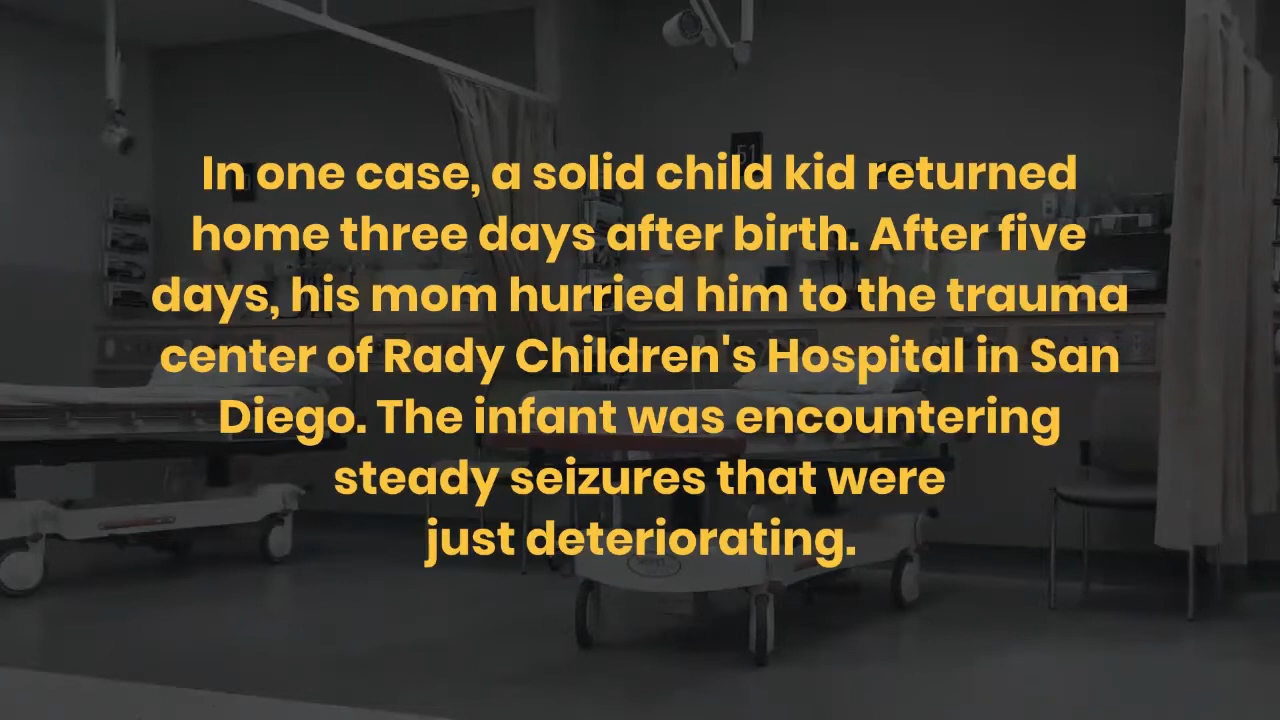 In one case, a solid child kid returned
home three days after birth. After five
days, his mom hurried him to the trauma
center of Rady Children's Hospital in San
Diego. The infant was encountering
steady seizures that were
just deteriorating.
51